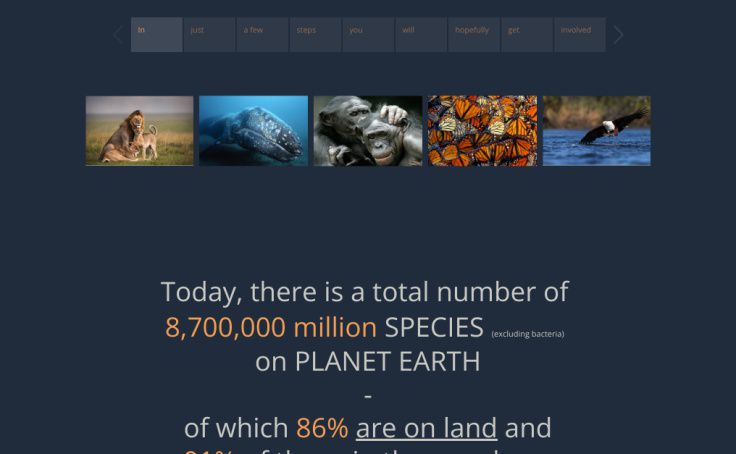 In just a few steps you will hopefully get involved
Today, there is a total number of
8,700,000 million SPECIES (excluding bacteria)
on PLANET EARTH
-
of which 86% are on land and